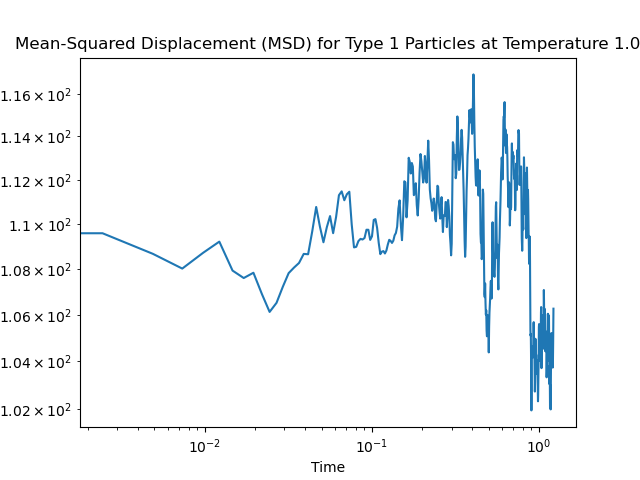 Mean-Squared Displacement (MSD) for Type 1 Particles at Temperature 1.0
1.16 × 10²
1.14 × 10²
1.12 × 10²
1.1 × 10²
1.08 × 10²
1.06 × 10²
1.04 × 10²
1.02 × 10²
10⁻² 10⁻¹ 10⁰
Time